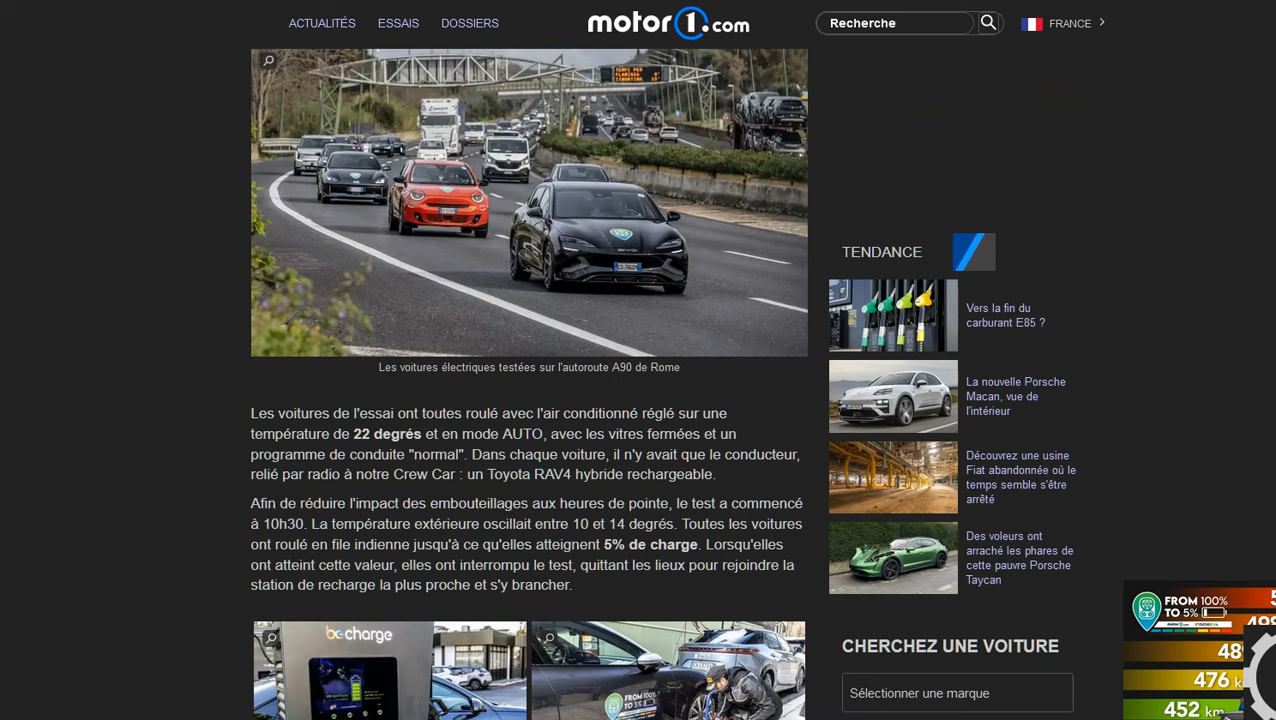 ACTUALITÉS ESSAIS DOSSIERS
motor1.com
Recherche
FRANCE
TEMPI PER
FLAMINIA
TIBURTINA
Les voitures électriques testées sur l'autoroute A90 de Rome
Les voitures de l'essai ont toutes roulé avec l'air conditionné réglé sur une
température de 22 degrés et en mode AUTO, avec les vitres fermées et un
programme de conduite "normal". Dans chaque voiture, il n'y avait que le conducteur,
relié par radio à notre Crew Car : un Toyota RAV4 hybride rechargeable.
Afin de réduire l'impact des embouteillages aux heures de pointe, le test a commencé
à 10h30. La température extérieure oscillait entre 10 et 14 degrés. Toutes les voitures
ont roulé en file indienne jusqu'à ce qu'elles atteignent 5% de charge. Lorsqu'elles
ont atteint cette valeur, elles ont interrompu le test, quittant les lieux pour rejoindre la
station de recharge la plus proche et s'y brancher.
be charge
FROM 100%
TO 5%
TENDANCE
Vers la fin du
carburant E85 ?
La nouvelle Porsche
Macan, vue de
l'intérieur
Découvrez une usine
Fiat abandonnée où le
temps semble s'être
arrêté
Des voleurs ont
arraché les phares de
cette pauvre Porsche
Taycan
CHERCHEZ UNE VOITURE
Sélectionner une marque
FROM 100%
TO 5%
476 k
452 km